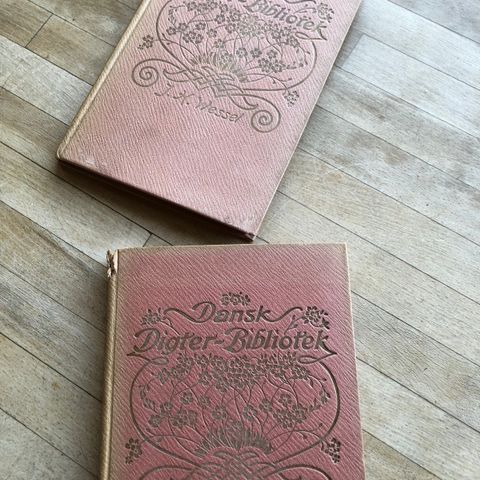 Bibliotek
J. H. Wessel
Dansk
Digter-Bibliotek